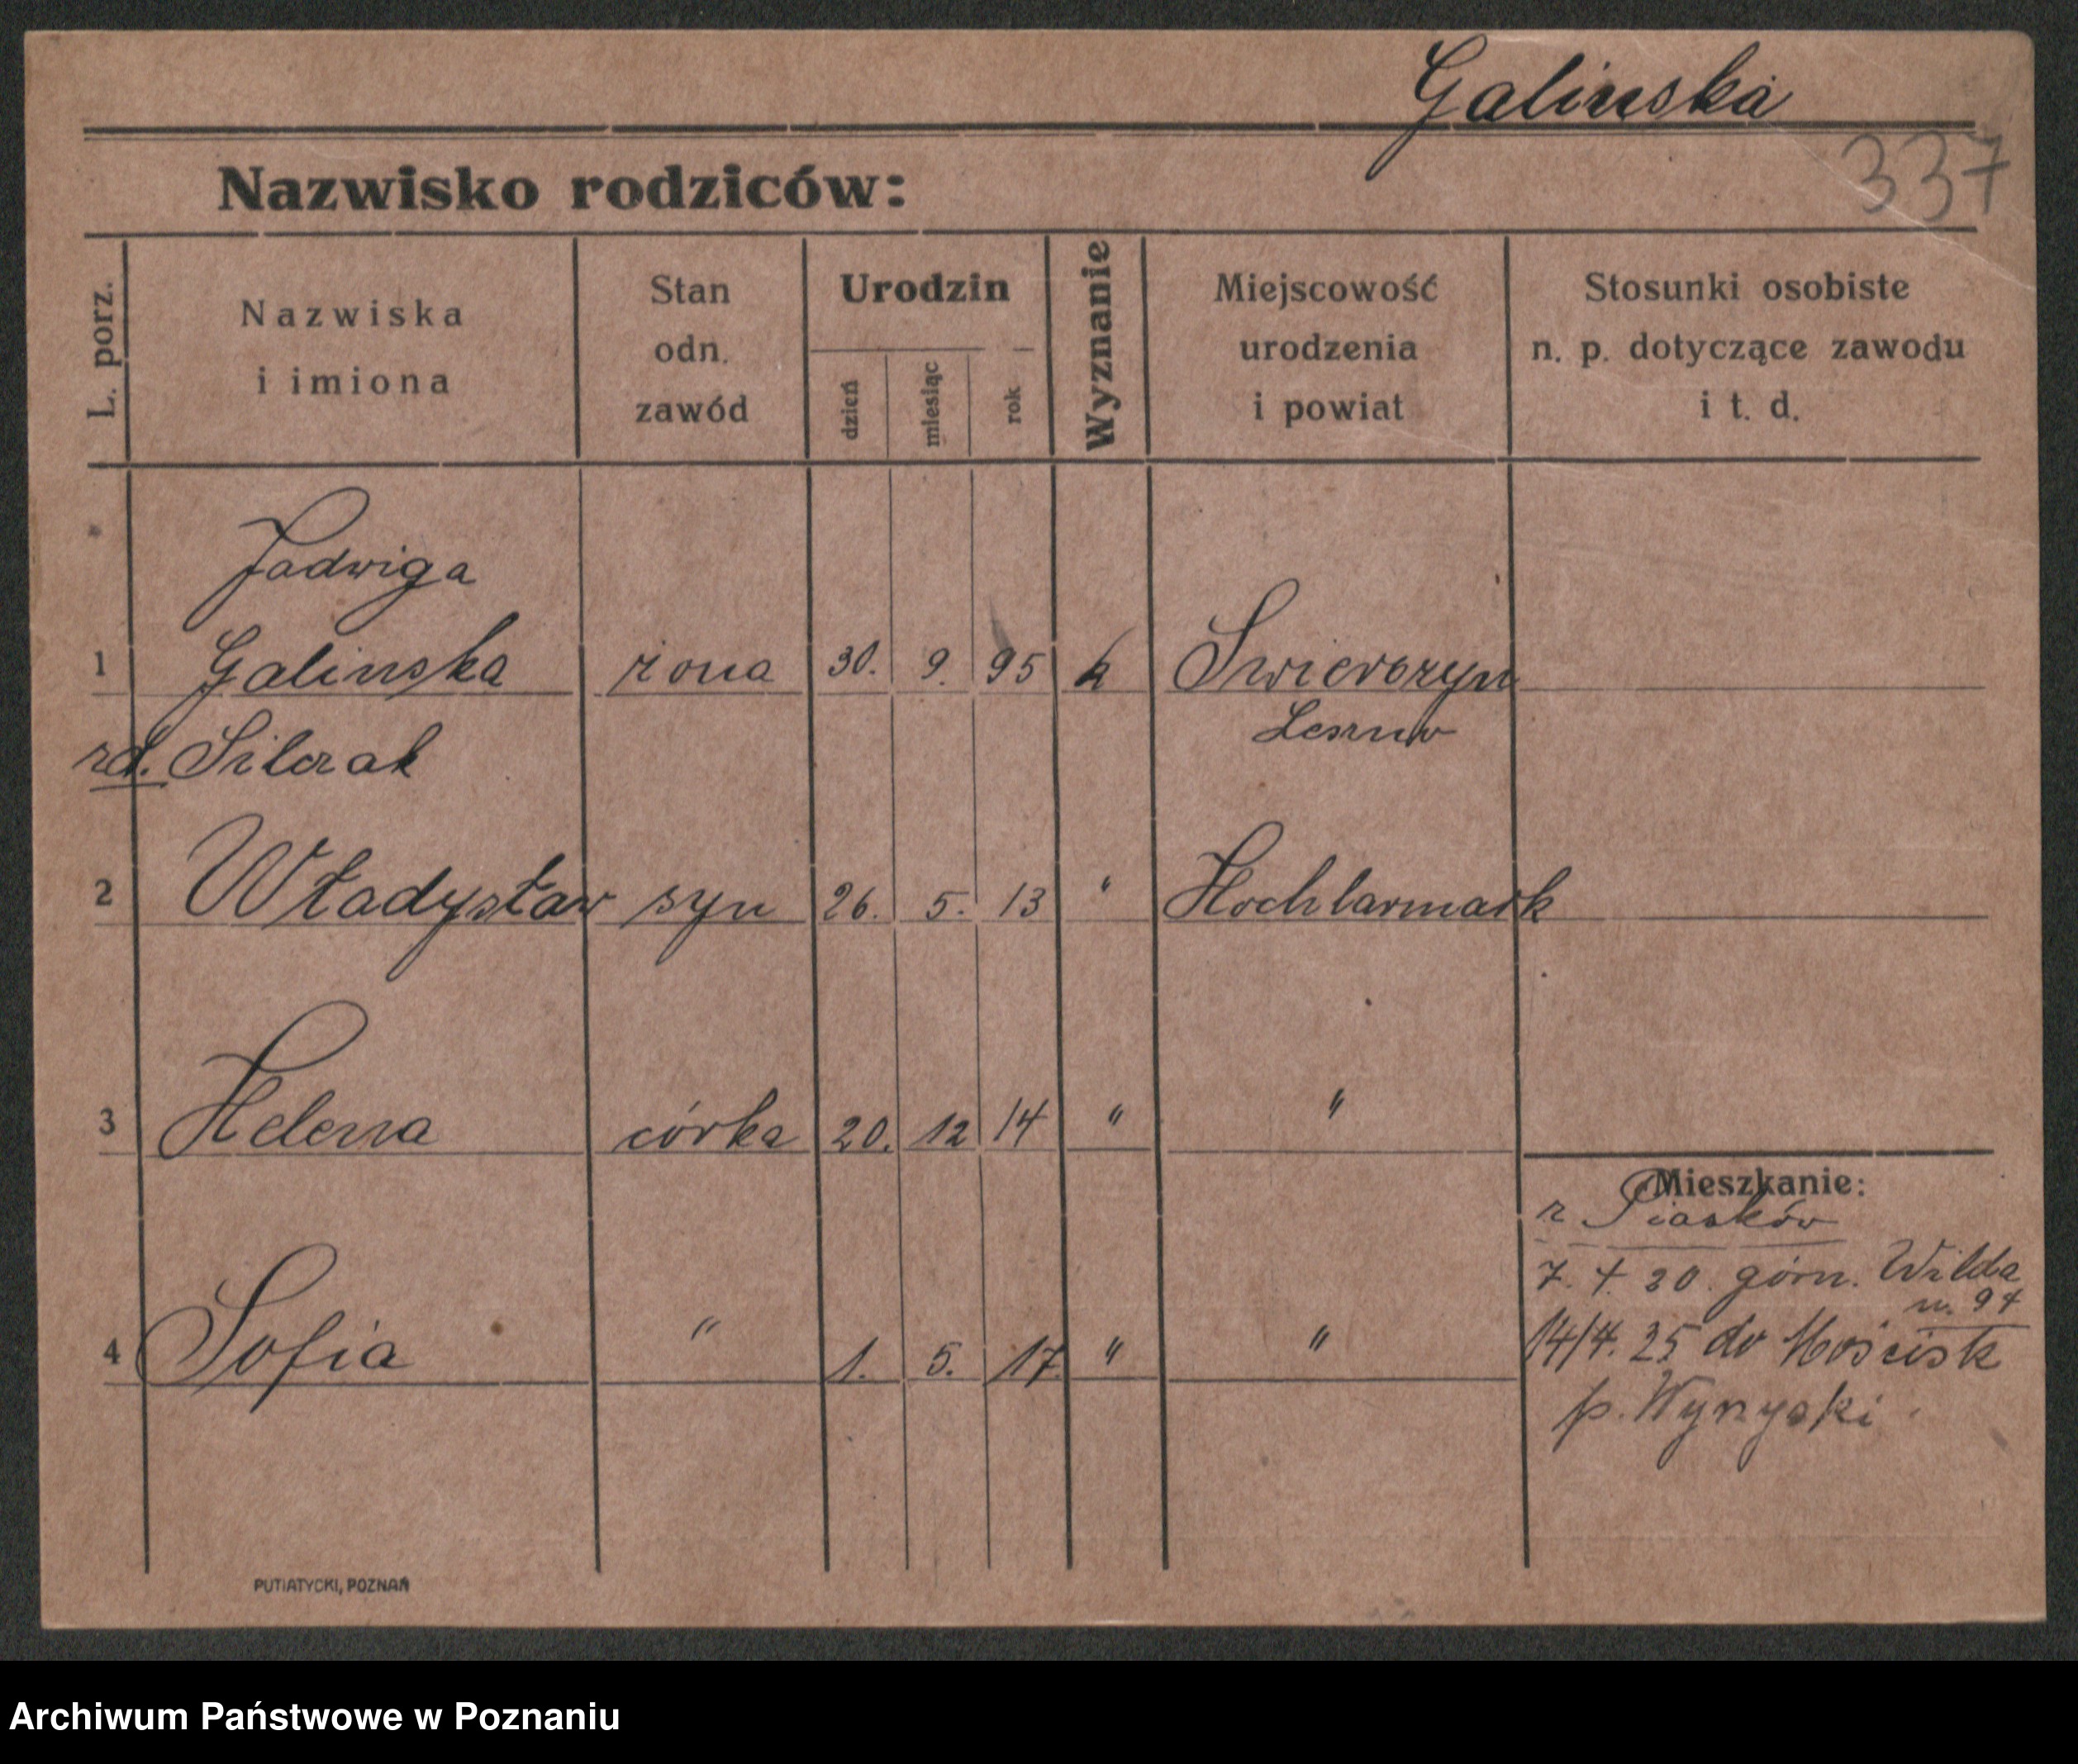 Galinska
337
Nazwisko rodziców:
L. porz.
Nazwiska
i imiona
Stan
odn.
zawód
Urodzin
dzień
miesiąc
rok
Wyznanie
Miejscowość
urodzenia
i powiat
Stosunki osobiste
n. p. dotyczące zawodu
i t. d.
Jadwiga
1 Galinska żona 30. 9. 95 k Swierczyn
Leszno
zd.
2 Władysław syn 26. 5. 13 " Hochlarmark
3 Helena córka 20. 12 14 " "
4 Sofia " 1. 5. 17. " "
Mieszkanie:
z Piasków
7. 4. 20. górn. Wilda
n. 94
14/4. 25 do Mościsk
p. Wyrzyski
PUTIATYCKI, POZNAŃ
Archiwum Państwowe w Poznaniu